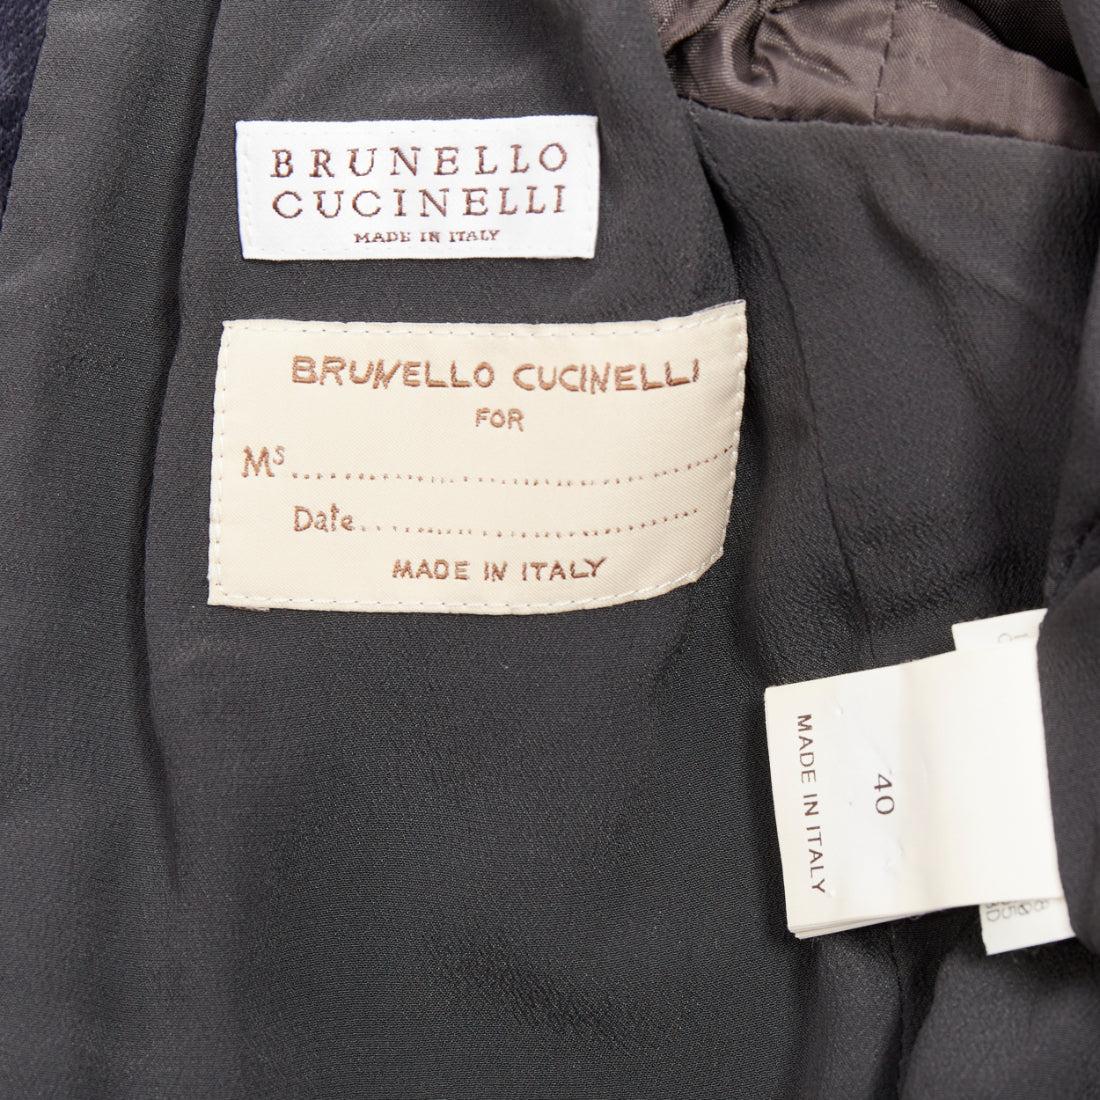 BRUNELLO
CUCINELLI
MADE IN ITALY
BRUNELLO CUCINELLI
FOR
Ms.......................................
Date..............................
MADE IN ITALY
MADE IN ITALY
40